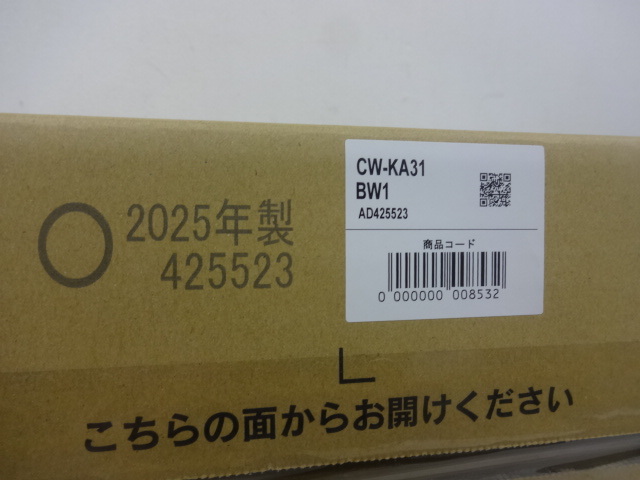 2025年製
425523
CW-KA31
BW1
AD425523
商品コード
0 000000 008532
こちらの面からお開けください